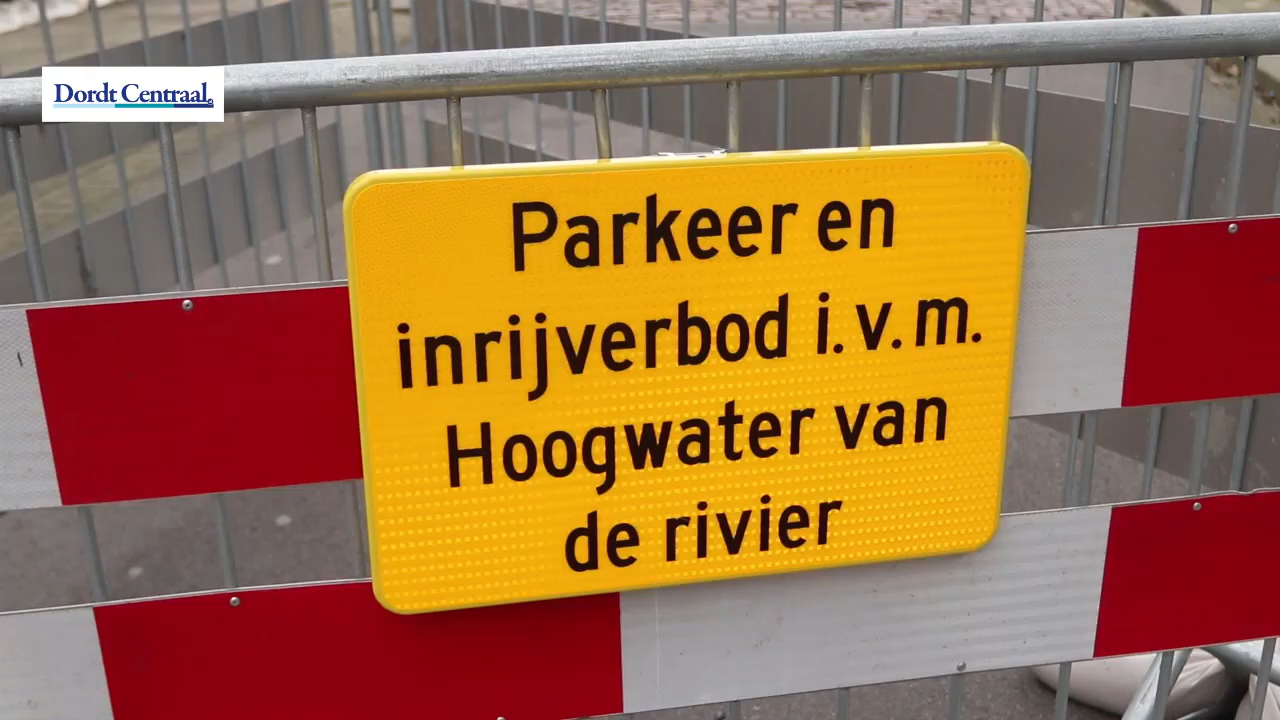 Dordt Centraal
Parkeer en
inrijverbod i.v.m.
Hoogwater van
de rivier